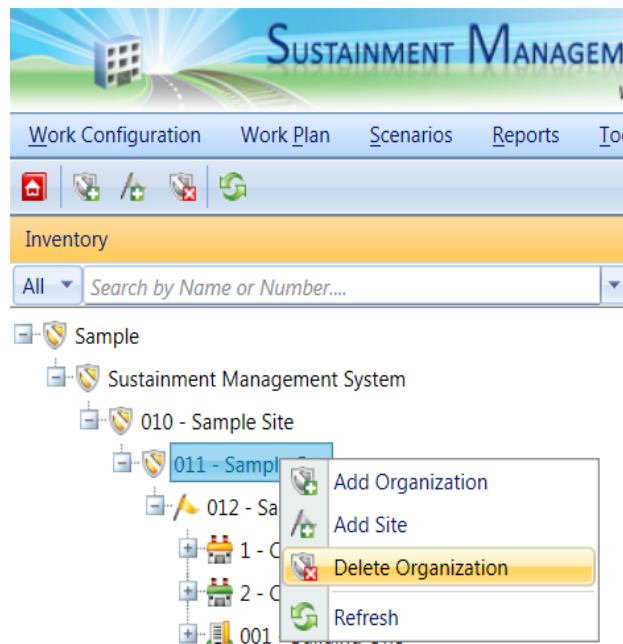 SUSTAINMENT MANAGEM
Work Configuration Work Plan Scenarios Reports Too
Inventory
All Search by Name or Number....
Sample
Sustainment Management System
010 - Sample Site
011 - Sampl
012 - Sa
1 - C
2 - C
001 -
Add Organization
Add Site
Delete Organization
Refresh